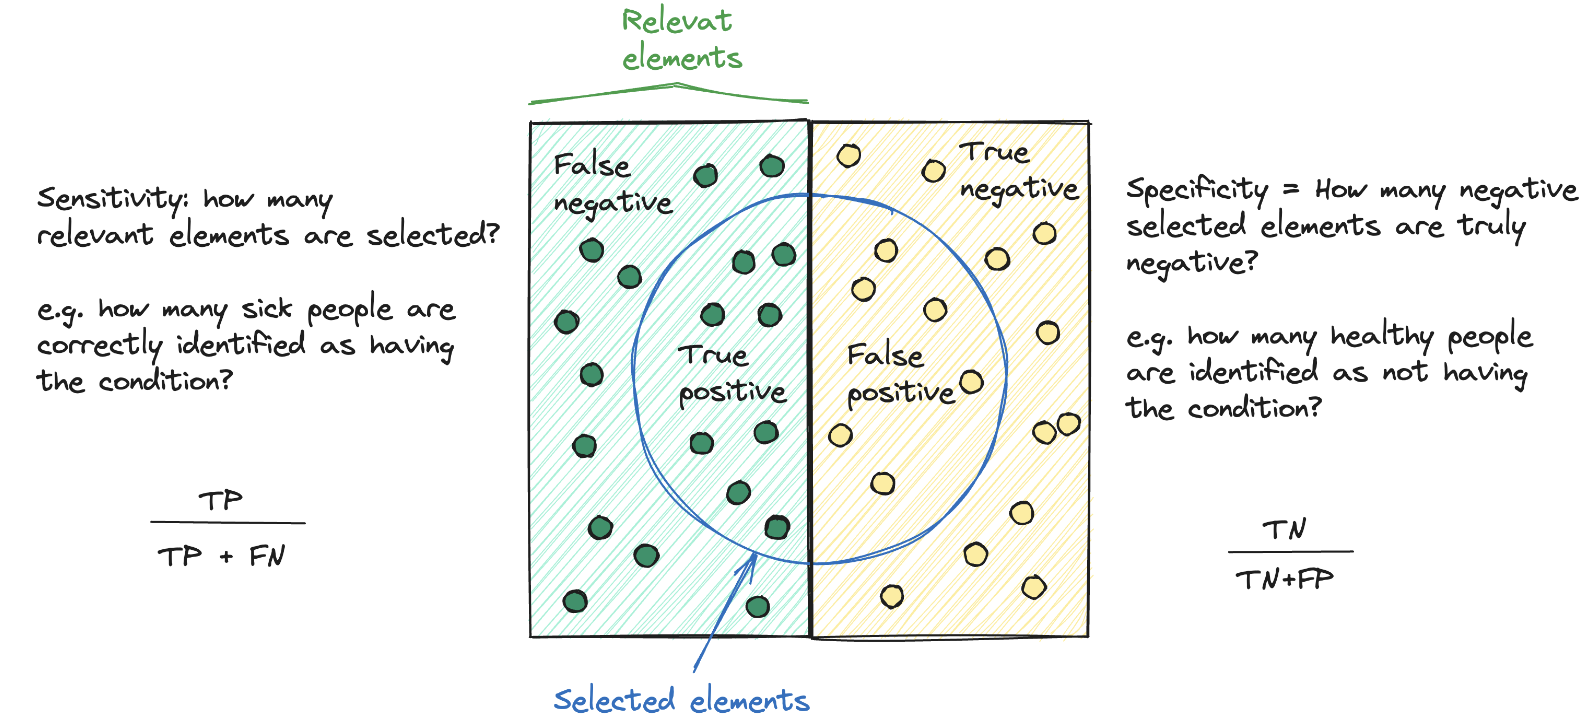 Relevat
elements
Sensitivity: how many
relevant elements are selected?
e.g. how many sick people are
correctly identified as having
the condition?
TP
TP + FN
False
negative
True
positive
True
negative
False
positive
Specificity = How many negative
selected elements are truly
negative?
e.g. how many healthy people
are identified as not having
the condition?
TN
TN+FP
Selected elements